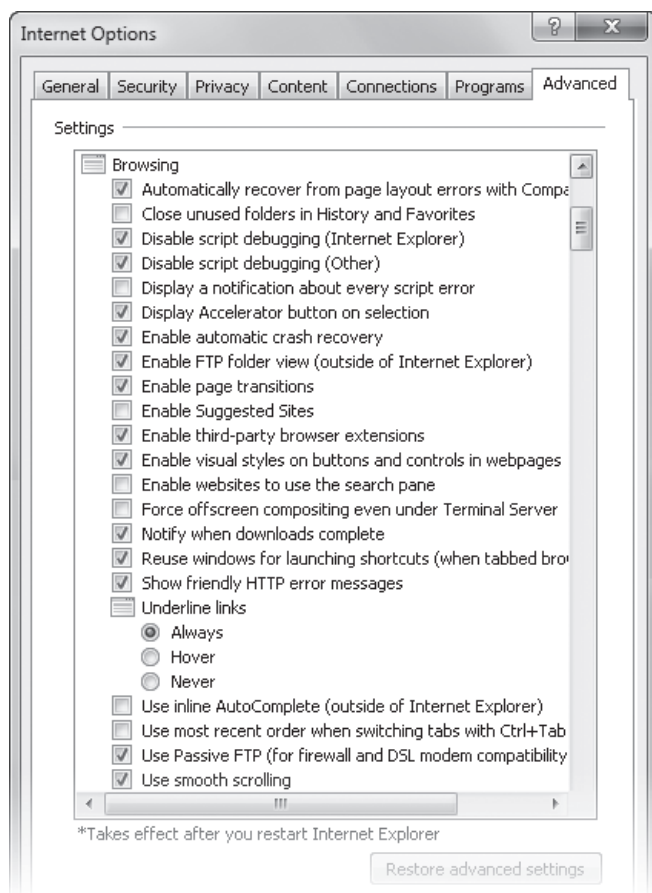 Internet Options
General Security Privacy Content Connections Programs Advanced
Settings
Browsing
Automatically recover from page layout errors with Compa
Close unused folders in History and Favorites
Disable script debugging (Internet Explorer)
Disable script debugging (Other)
Display a notification about every script error
Display Accelerator button on selection
Enable automatic crash recovery
Enable FTP folder view (outside of Internet Explorer)
Enable page transitions
Enable Suggested Sites
Enable third-party browser extensions
Enable visual styles on buttons and controls in webpages
Enable websites to use the search pane
Force offscreen compositing even under Terminal Server
Notify when downloads complete
Reuse windows for launching shortcuts (when tabbed bro
Show friendly HTTP error messages
Underline links
Always
Hover
Never
Use inline AutoComplete (outside of Internet Explorer)
Use most recent order when switching tabs with Ctrl+Tab
Use Passive FTP (for firewall and DSL modem compatibility
Use smooth scrolling
*Takes effect after you restart Internet Explorer
Restore advanced settings